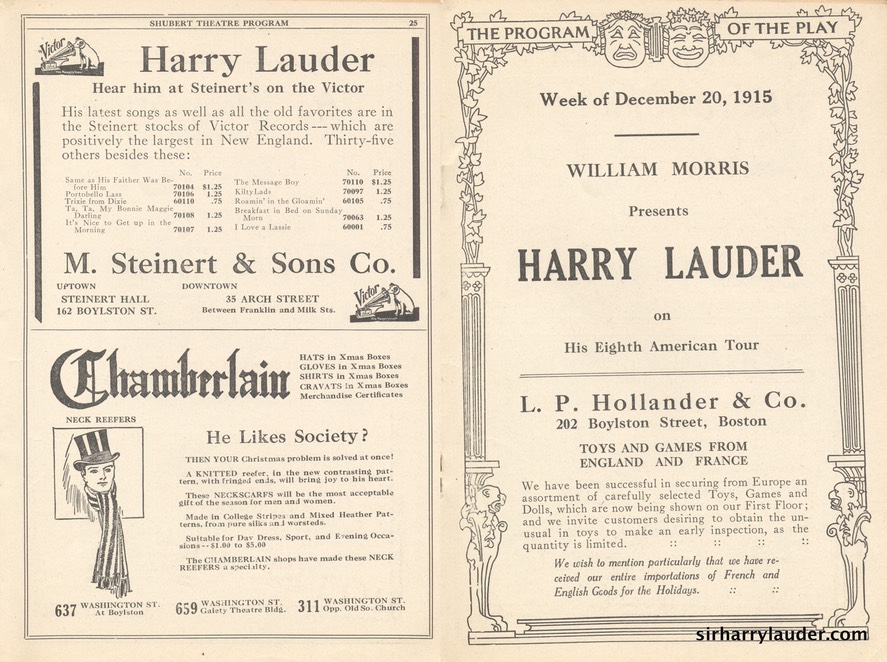 SHUBERT THEATRE PROGRAM 25
Victor
Harry Lauder
Hear him at Steinert's on the Victor
His latest songs as well as all the old favorites are in
the Steinert stocks of Victor Records --- which are
positively the largest in New England. Thirty-five
others besides these:
No. Price
Same as His Faither Was Be-
fore Him 70104 $1.25
Portobello Lass 70106 1.25
Trixie from Dixie 60110 .75
Ta, Ta, My Bonnie Maggie
Darling 70108 1.25
It's Nice to Get up in the
Morning 70107 1.25
No. Price
The Message Boy 70110 $1.25
Kilty Lads 70097 1.25
Roamin' in the Gloamin' 60105 .75
Breakfast in Bed on Sunday
Morn 70063 1.25
I Love a Lassie 60001 .75
M. Steinert & Sons Co.
UPTOWN
STEINERT HALL
162 BOYLSTON ST.
DOWNTOWN
35 ARCH STREET
Between Franklin and Milk Sts.
Victor
Chamberlain
HATS in Xmas Boxes
GLOVES in Xmas Boxes
SHIRTS in Xmas Boxes
CRAVATS in Xmas Boxes
Merchandise Certificates
NECK REEFERS
He Likes Society?
THEN YOUR Christmas problem is solved at once!
A KNITTED reefer, in the new contrasting pat-
tern, with fringed ends, will bring joy to his heart.
These NECKSCARFS will be the most acceptable
gift of the season for men and women.
Made in College Stripes and Mixed Heather Pat-
terns, from pure silks and worsteds.
Suitable for Day Dress, Sport, and Evening Occa-
sions--$1.00 to $5.00
The CHAMBERLAIN shops have made these NECK
REEFERS a specialty.
637 WASHINGTON ST.
At Boylston
659 WASHINGTON ST.
Gaiety Theatre Bldg.
311 WASHINGTON ST.
Opp. Old So. Church
THE PROGRAM OF THE PLAY
Week of December 20, 1915
WILLIAM MORRIS
Presents
HARRY LAUDER
on
His Eighth American Tour
L. P. Hollander & Co.
202 Boylston Street, Boston
TOYS AND GAMES FROM
ENGLAND AND FRANCE
We have been successful in securing from Europe an
assortment of carefully selected Toys, Games and
Dolls, which are now being shown on our First Floor;
and we invite customers desiring to obtain the un-
usual in toys to make an early inspection, as the
quantity is limited. :: :: :: ::
We wish to mention particularly that we have re-
ceived our entire importations of French and
English Goods for the Holidays. :: ::
sirharrylauder.com